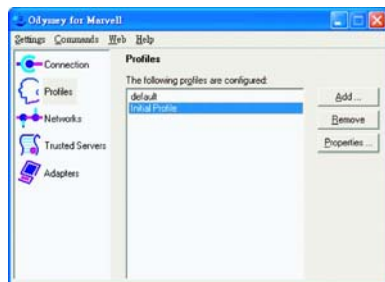 Odyssey for Marvell
Settings Commands Web Help
Connection
Profiles
Networks
Trusted Servers
Adapters
Profiles
The following profiles are configured:
default
Initial Profile
Add ...
Remove
Properties ...